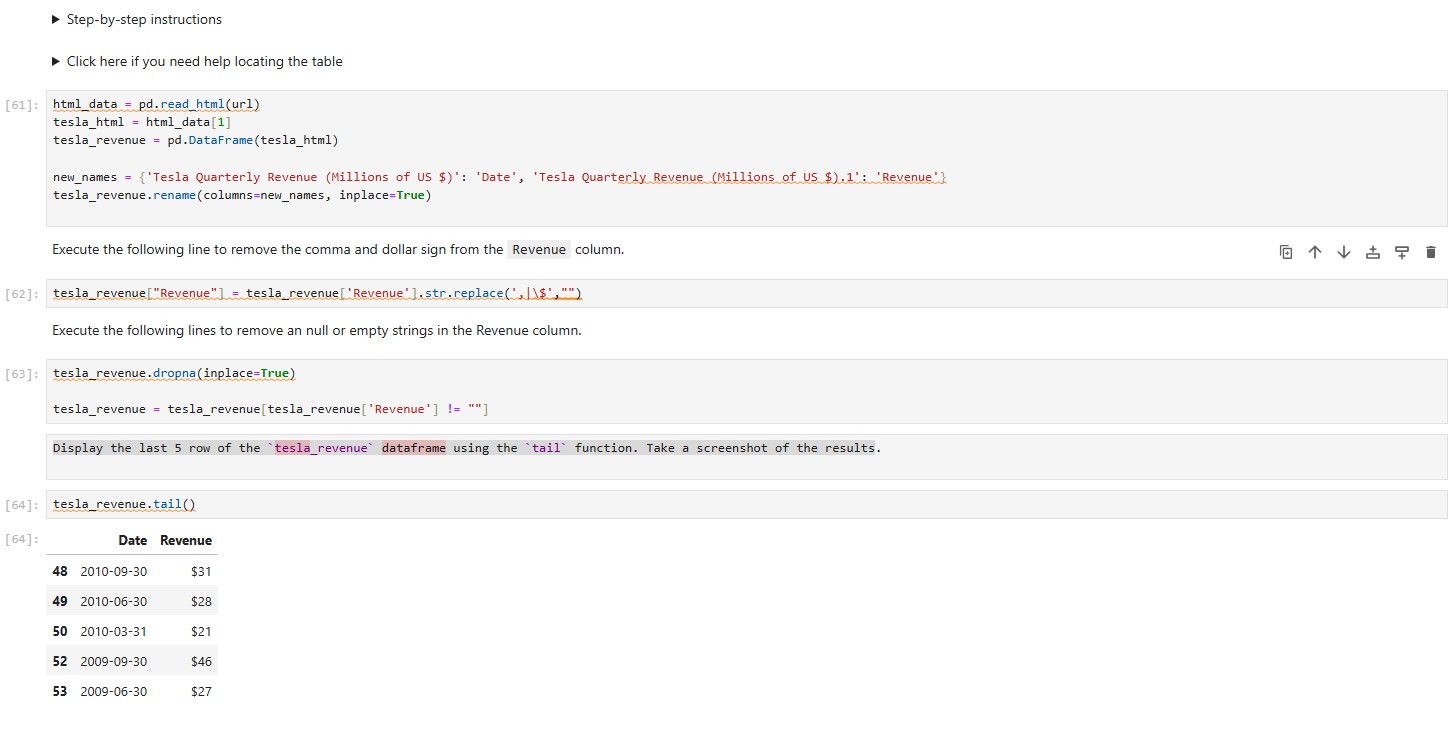 ▶ Step-by-step instructions
▶ Click here if you need help locating the table
[61]:
html_data = pd.read_html(url)
tesla_html = html_data[1]
tesla_revenue = pd.DataFrame(tesla_html)
new_names = {'Tesla Quarterly Revenue (Millions of US $)': 'Date', 'Tesla Quarterly Revenue (Millions of US $).1': 'Revenue'}
tesla_revenue.rename(columns=new_names, inplace=True)
Execute the following line to remove the comma and dollar sign from the Revenue column.
[62]:
tesla_revenue["Revenue"] = tesla_revenue['Revenue'].str.replace(',|\$',"")
Execute the following lines to remove an null or empty strings in the Revenue column.
[63]:
tesla_revenue.dropna(inplace=True)
tesla_revenue = tesla_revenue[tesla_revenue['Revenue'] != ""]
Display the last 5 row of the `tesla_revenue` dataframe using the `tail` function. Take a screenshot of the results.
[64]:
tesla_revenue.tail()
[64]:
Date Revenue
48 2010-09-30 $31
49 2010-06-30 $28
50 2010-03-31 $21
52 2009-09-30 $46
53 2009-06-30 $27